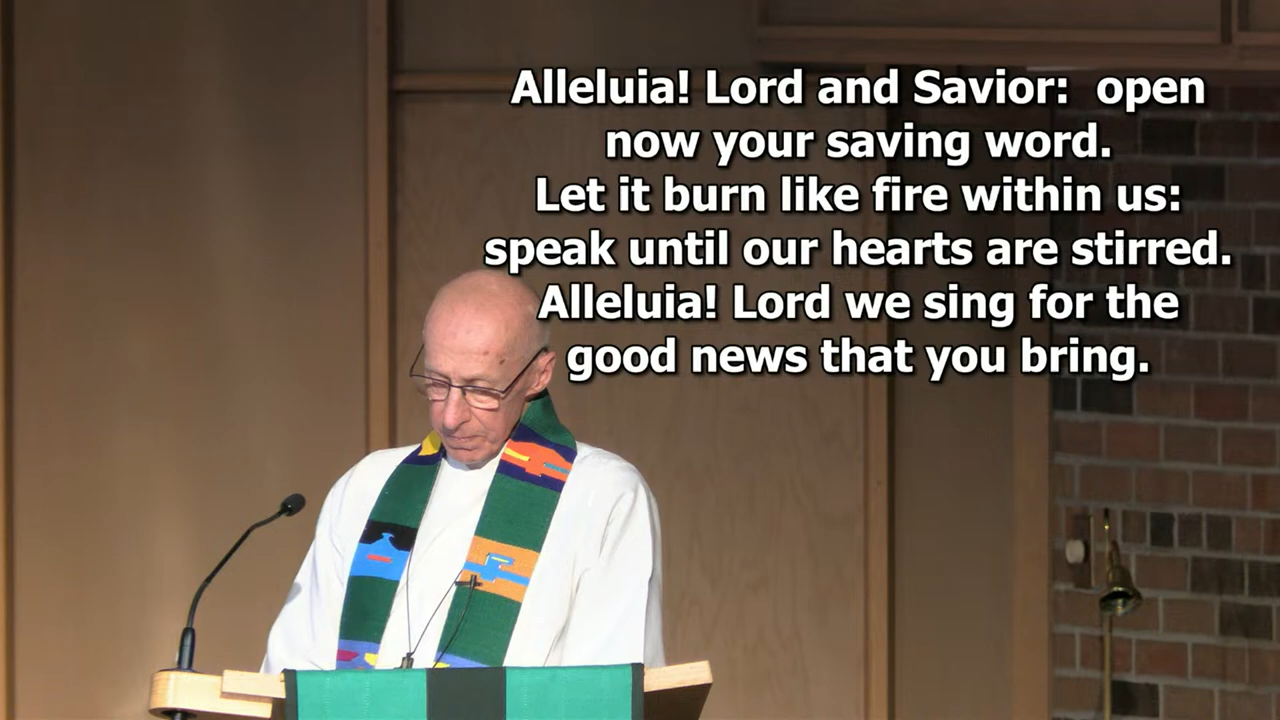 Alleluia! Lord and Savior:  open
now your saving word.
Let it burn like fire within us:
speak until our hearts are stirred.
Alleluia! Lord we sing for the
good news that you bring.